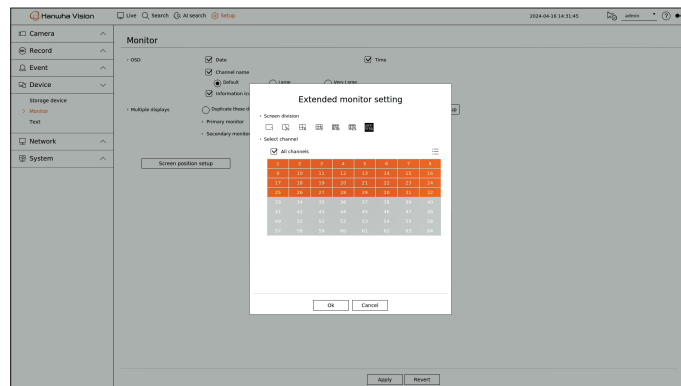 Hanwha Vision
Live Search AI search Setup
2024-04-16 14:31:45
admin
Camera
Record
Event
Device
Storage device
> Monitor
Text
Network
System
Monitor
• OSD
Date
Time
Channel name
Default
Large
Very Large
Information
• Multiple displays
Duplicate these
• Primary monitor
• Secondary monitor
Screen position setup
Extended monitor setting
• Screen division
• Select channel
All channels
1 2 3 4 5 6 7 8
9 10 11 12 13 14 15 16
17 18 19 20 21 22 23 24
25 26 27 28 29 30 31 32
33 34 35 36 37 38 39 40
41 42 43 44 45 46 47 48
49 50 51 52 53 54 55 56
57 58 59 60 61 62 63 64
Ok Cancel
Apply Revert